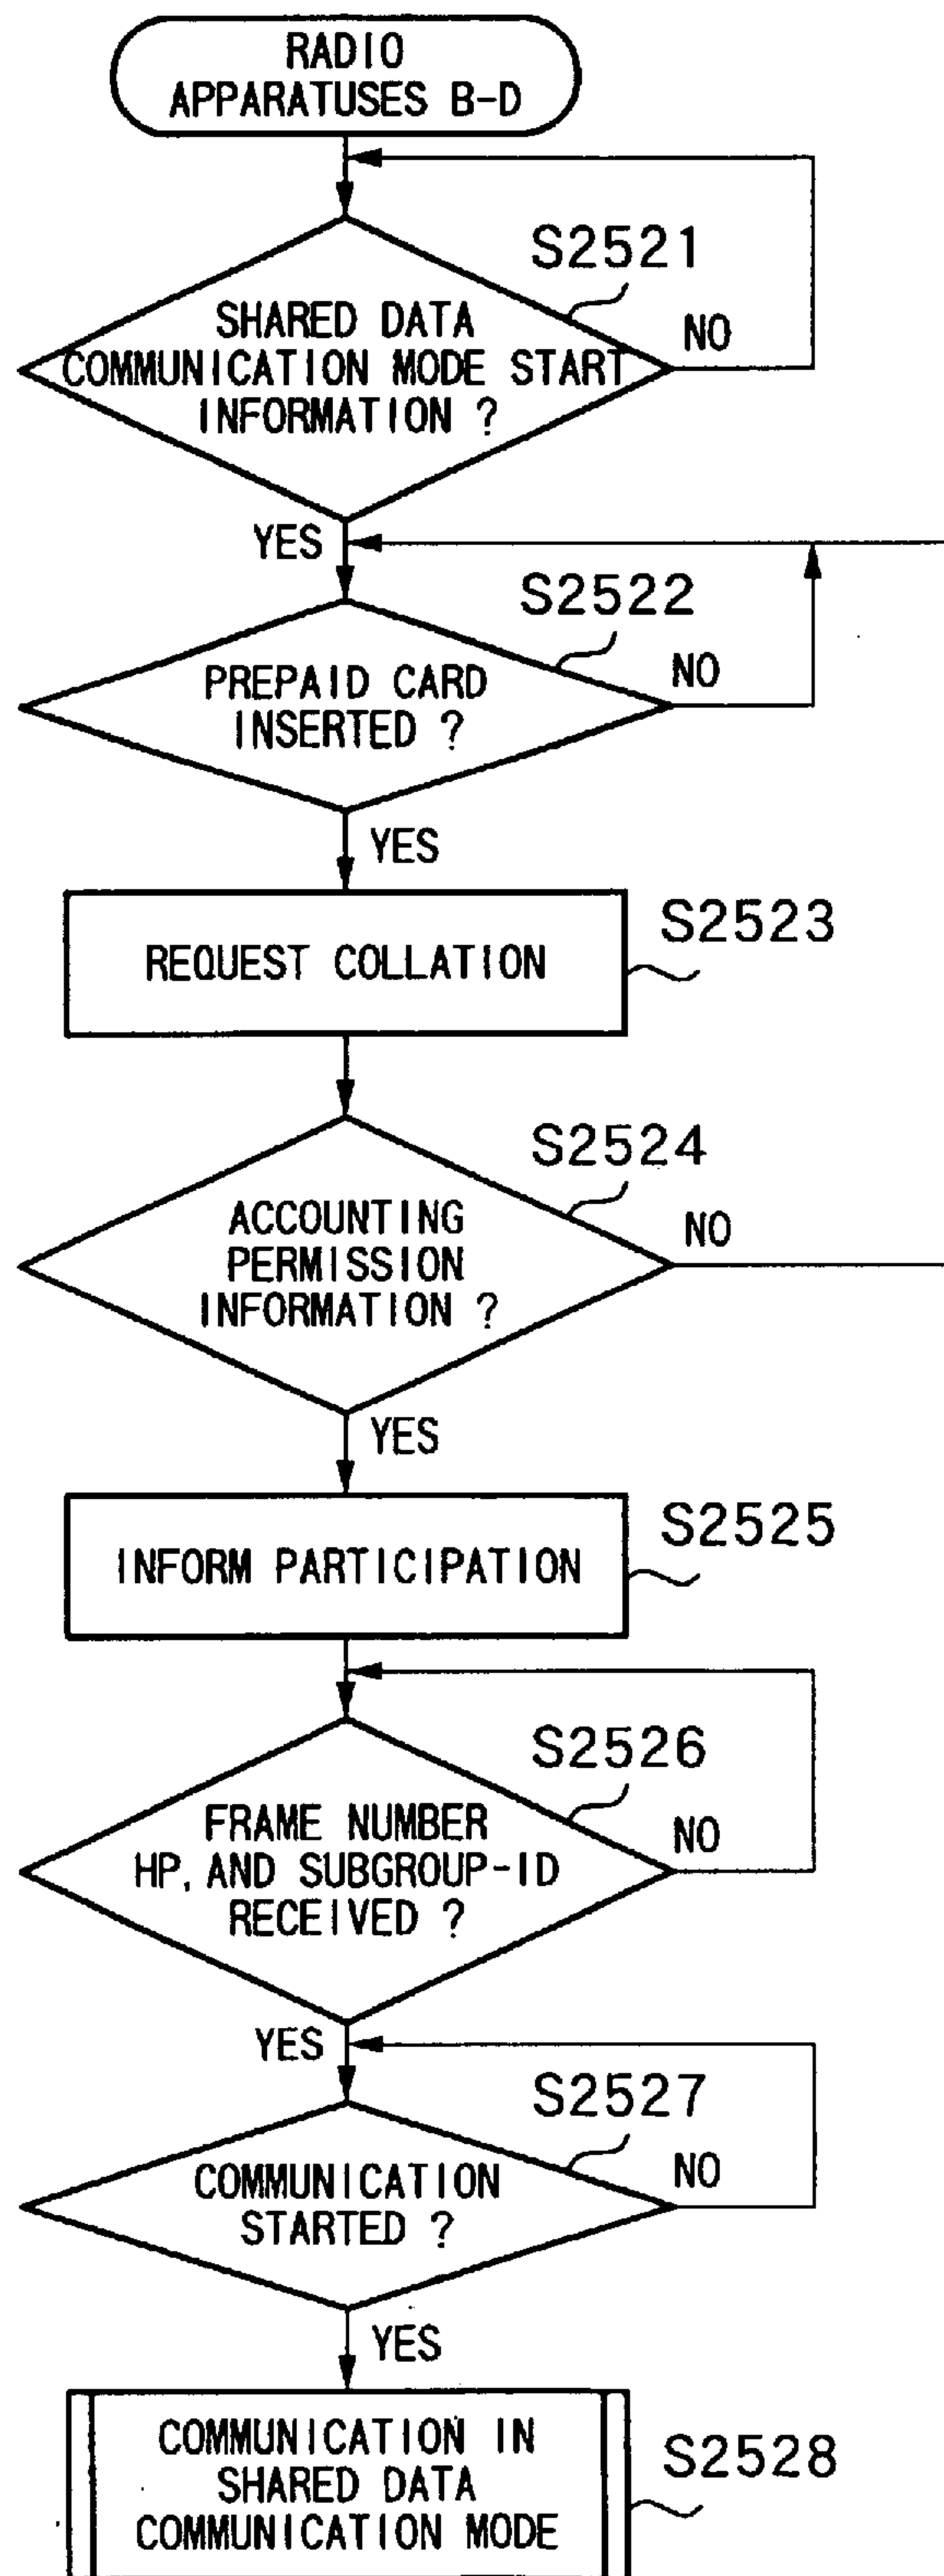 RADIO
APPARATUSES B-D
S2521
SHARED DATA
COMMUNICATION MODE START
INFORMATION ?
NO
YES
S2522
PREPAID CARD
INSERTED ?
NO
YES
S2523
REQUEST COLLATION
S2524
ACCOUNTING
PERMISSION
INFORMATION ?
NO
YES
S2525
INFORM PARTICIPATION
S2526
FRAME NUMBER
HP, AND SUBGROUP-ID
RECEIVED ?
NO
YES
S2527
COMMUNICATION
STARTED ?
NO
YES
COMMUNICATION IN
SHARED DATA
COMMUNICATION MODE
S2528